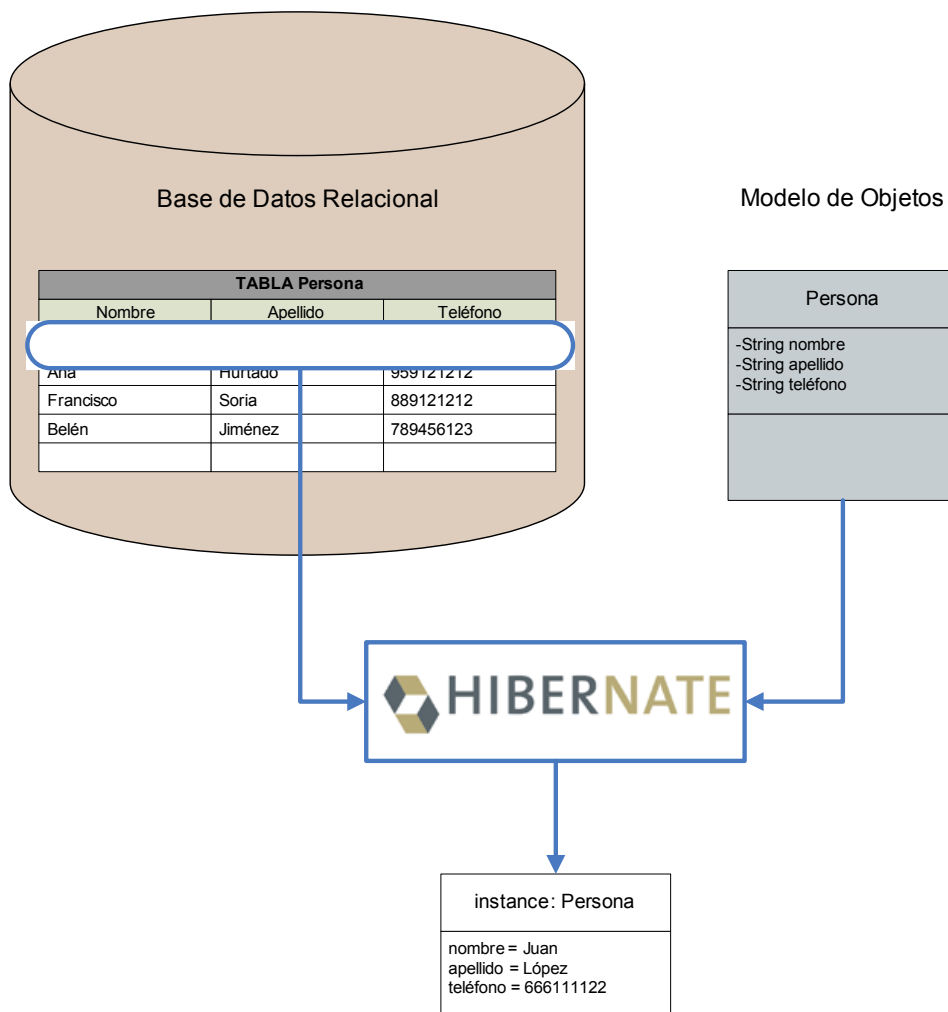 Base de Datos Relacional
Modelo de Objetos
TABLA Persona
Nombre Apellido Teléfono
Ana Hurtado 959121212
Francisco Soria 889121212
Belén Jiménez 789456123
Persona
-String nombre
-String apellido
-String teléfono
HIBERNATE
instance: Persona
nombre = Juan
apellido = López
teléfono = 666111122